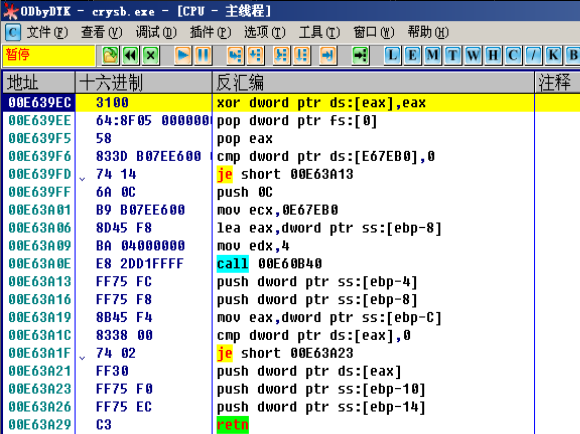 ODbyDYK - crysb.exe - [CPU - 主线程]
C 文件(F) 查看(V) 调试(D) 插件(P) 选项(T) 工具(I) 窗口(W) 帮助(H)
暂停 L E M T W H C / K B
地址 十六进制 反汇编 注释
00E639EC 3100 xor dword ptr ds:[eax],eax
00E639EE 64:8F05 0000000 pop dword ptr fs:[0]
00E639F5 58 pop eax
00E639F6 833D B07EE600 cmp dword ptr ds:[E67EB0],0
00E639FD 74 14 je short 00E63A13
00E639FF 6A 0C push 0C
00E63A01 B9 B07EE600 mov ecx,0E67EB0
00E63A06 8D45 F8 lea eax,dword ptr ss:[ebp-8]
00E63A09 BA 04000000 mov edx,4
00E63A0E E8 2DD1FFFF call 00E60B40
00E63A13 FF75 FC push dword ptr ss:[ebp-4]
00E63A16 FF75 F8 push dword ptr ss:[ebp-8]
00E63A19 8B45 F4 mov eax,dword ptr ss:[ebp-C]
00E63A1C 8338 00 cmp dword ptr ds:[eax],0
00E63A1F 74 02 je short 00E63A23
00E63A21 FF30 push dword ptr ds:[eax]
00E63A23 FF75 F0 push dword ptr ss:[ebp-10]
00E63A26 FF75 EC push dword ptr ss:[ebp-14]
00E63A29 C3 retn